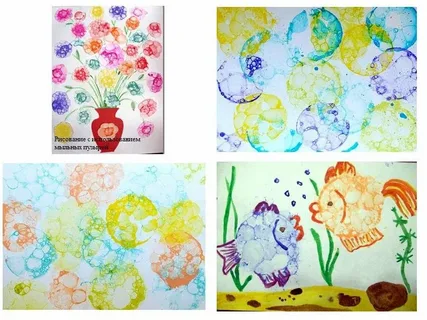 Рисование с использованием
мыльных пузырей